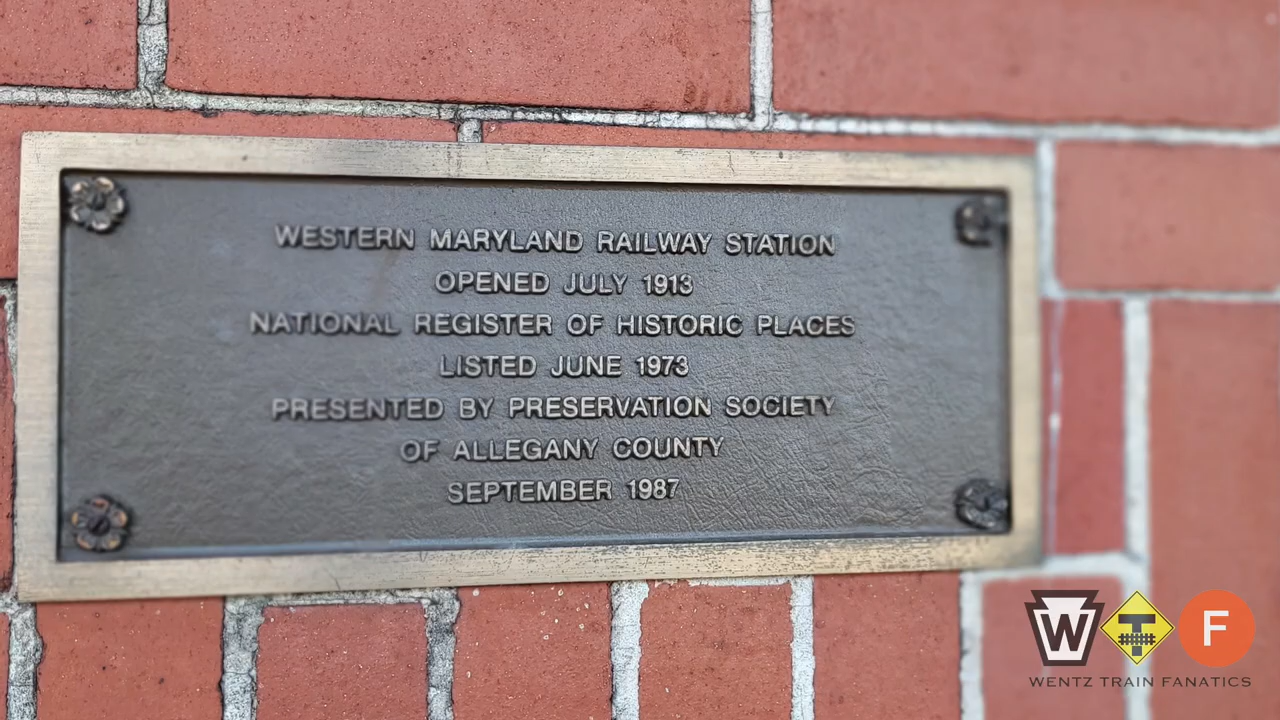 WESTERN MARYLAND RAILWAY STATION
OPENED JULY 1913
NATIONAL REGISTER OF HISTORIC PLACES
LISTED JUNE 1973
PRESENTED BY PRESERVATION SOCIETY
OF ALLEGANY COUNTY
SEPTEMBER 1987
W T F
WENTZ TRAIN FANATICS